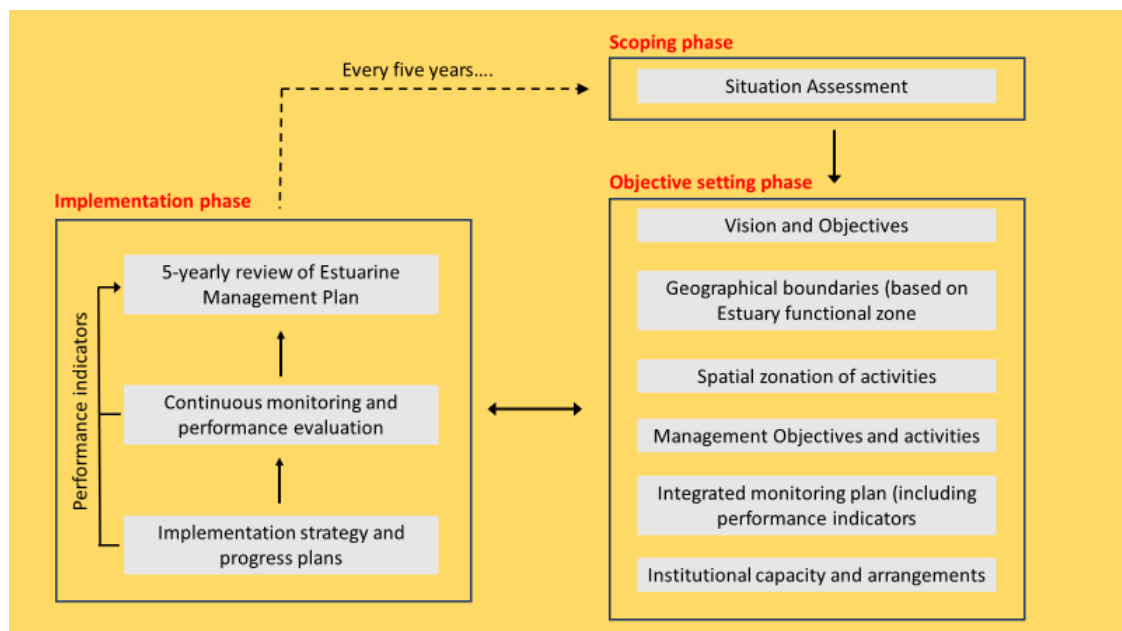 Scoping phase
Situation Assessment
Every five years....
Objective setting phase
Vision and Objectives
Geographical boundaries (based on
Estuary functional zone
Spatial zonation of activities
Management Objectives and activities
Integrated monitoring plan (including
performance indicators
Institutional capacity and arrangements
Implementation phase
5-yearly review of Estuarine
Management Plan
Continuous monitoring and
performance evaluation
Implementation strategy and
progress plans
Performance indicators